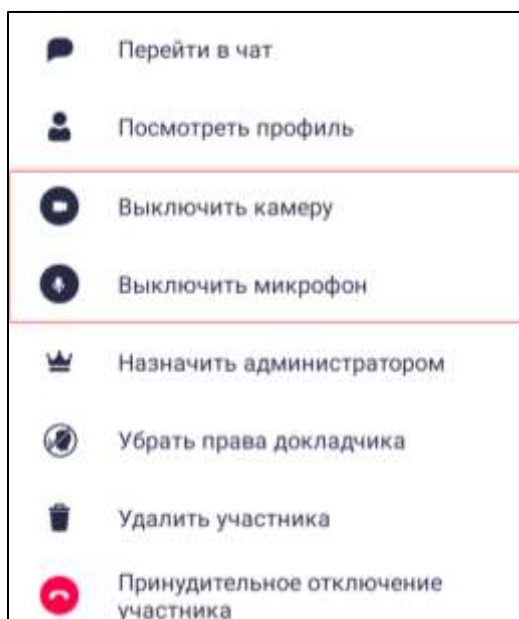 Перейти в чат
Посмотреть профиль
Выключить камеру
Выключить микрофон
Назначить администратором
Убрать права докладчика
Удалить участника
Принудительное отключение
участника